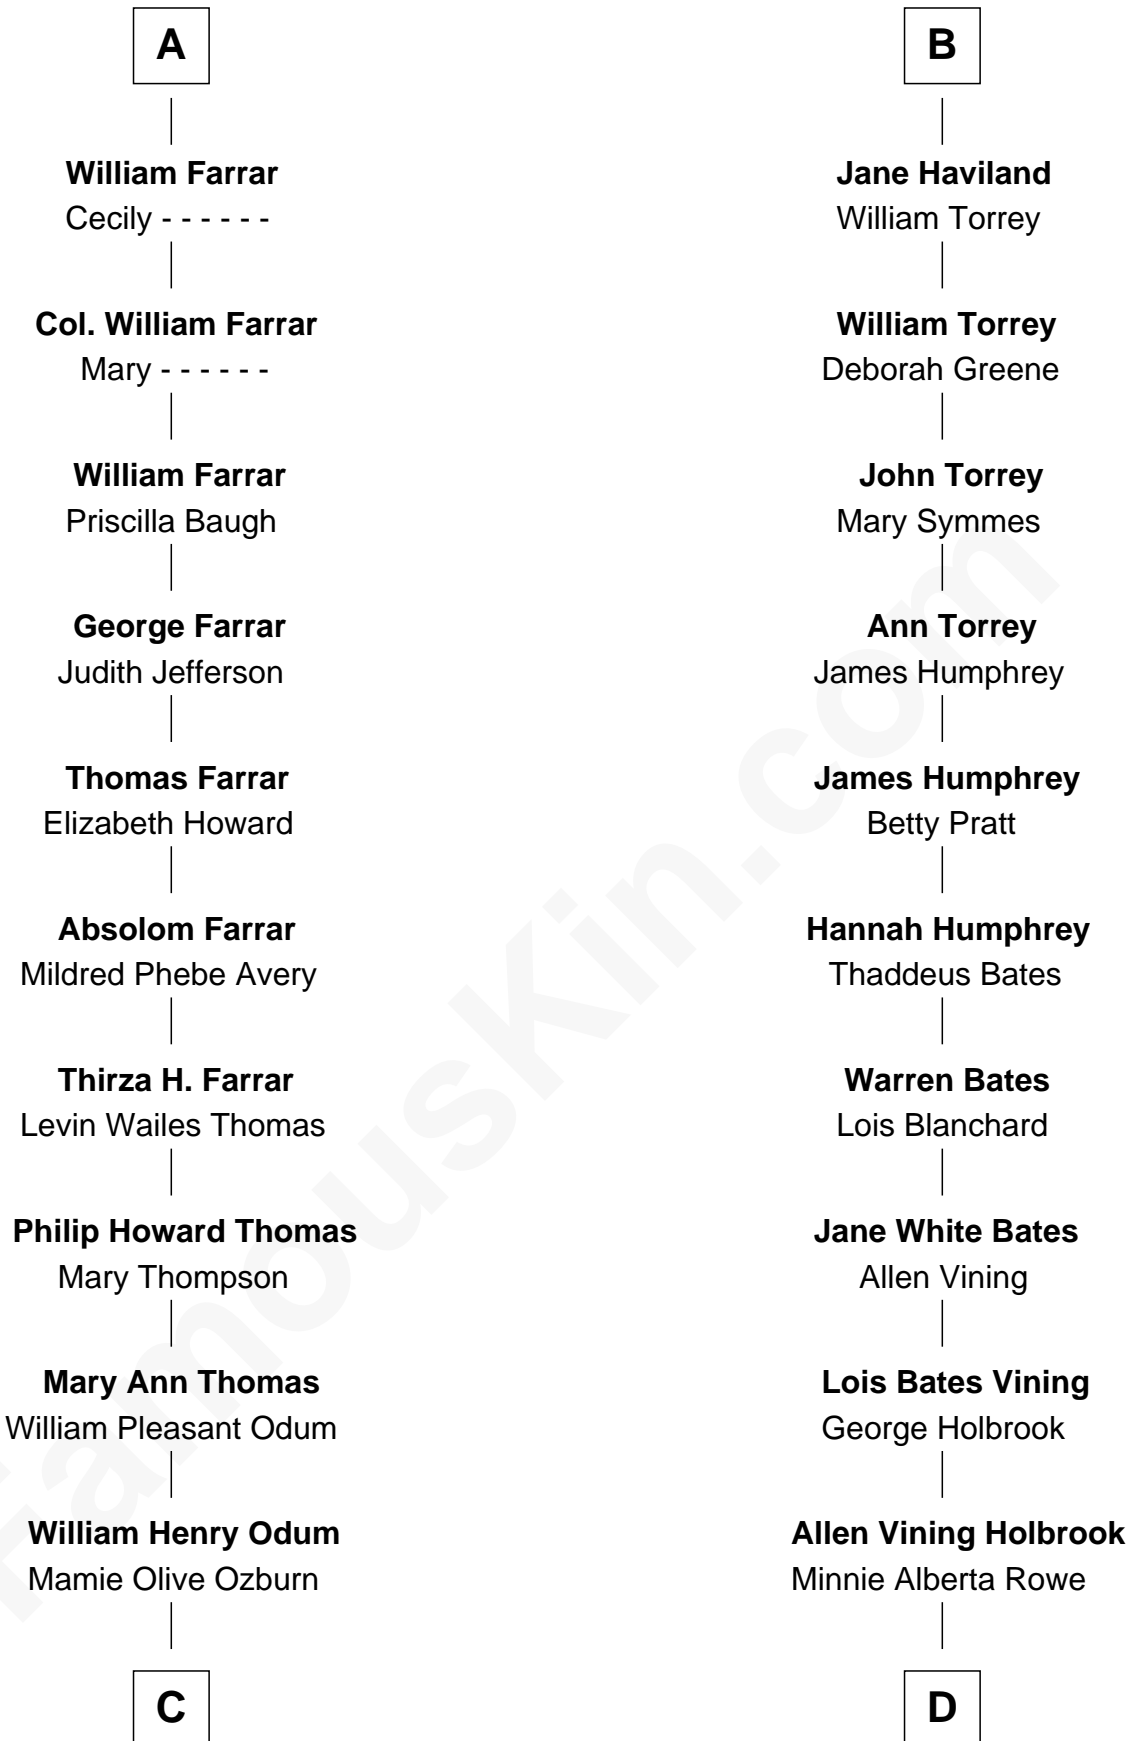 A
William Farrar
Cecily - - - - - -
Col. William Farrar
Mary - - - - - -
William Farrar
Priscilla Baugh
George Farrar
Judith Jefferson
Thomas Farrar
Elizabeth Howard
Absolom Farrar
Mildred Phebe Avery
Thirza H. Farrar
Levin Wailes Thomas
Philip Howard Thomas
Mary Thompson
Mary Ann Thomas
William Pleasant Odum
William Henry Odum
Mamie Olive Ozburn
C
B
Jane Haviland
William Torrey
William Torrey
Deborah Greene
John Torrey
Mary Symmes
Ann Torrey
James Humphrey
James Humphrey
Betty Pratt
Hannah Humphrey
Thaddeus Bates
Warren Bates
Lois Blanchard
Jane White Bates
Allen Vining
Lois Bates Vining
George Holbrook
Allen Vining Holbrook
Minnie Alberta Rowe
D
FamousKin.com